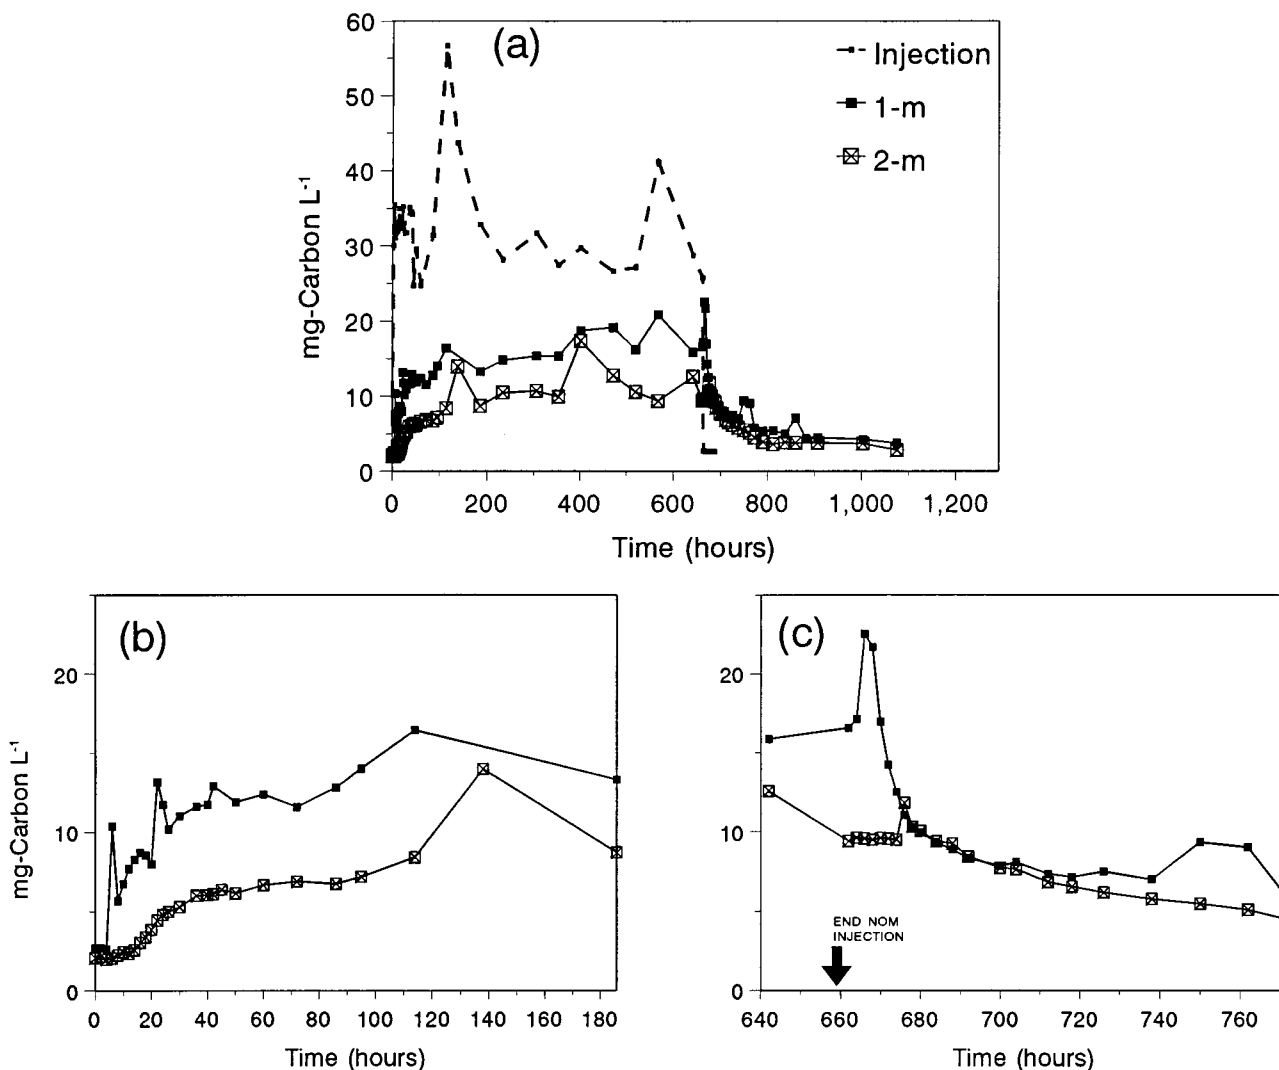 (a)
Injection
1-m
2-m
mg-Carbon L⁻¹
60
50
40
30
20
10
0
0 200 400 600 800 1,000 1,200
Time (hours)
(b)
mg-Carbon L⁻¹
20
10
0
0 20 40 60 80 100 120 140 160 180
Time (hours)
(c)
20
10
0
END NOM
INJECTION
640 660 680 700 720 740 760
Time (hours)